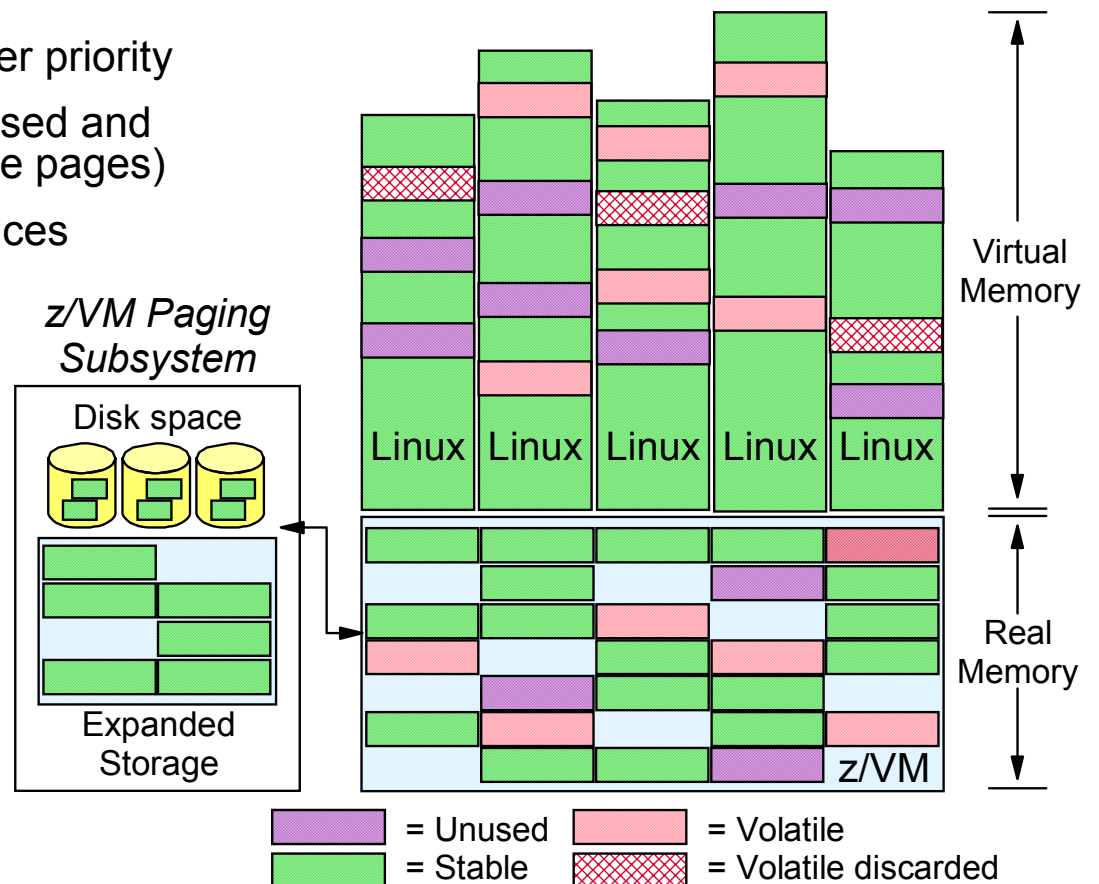 er priority
sed and
e pages)
ces
z/VM Paging
Subsystem
Disk space
Expanded
Storage
Linux Linux Linux Linux Linux
Virtual
Memory
Real
Memory
z/VM
= Unused
= Volatile
= Stable
= Volatile discarded